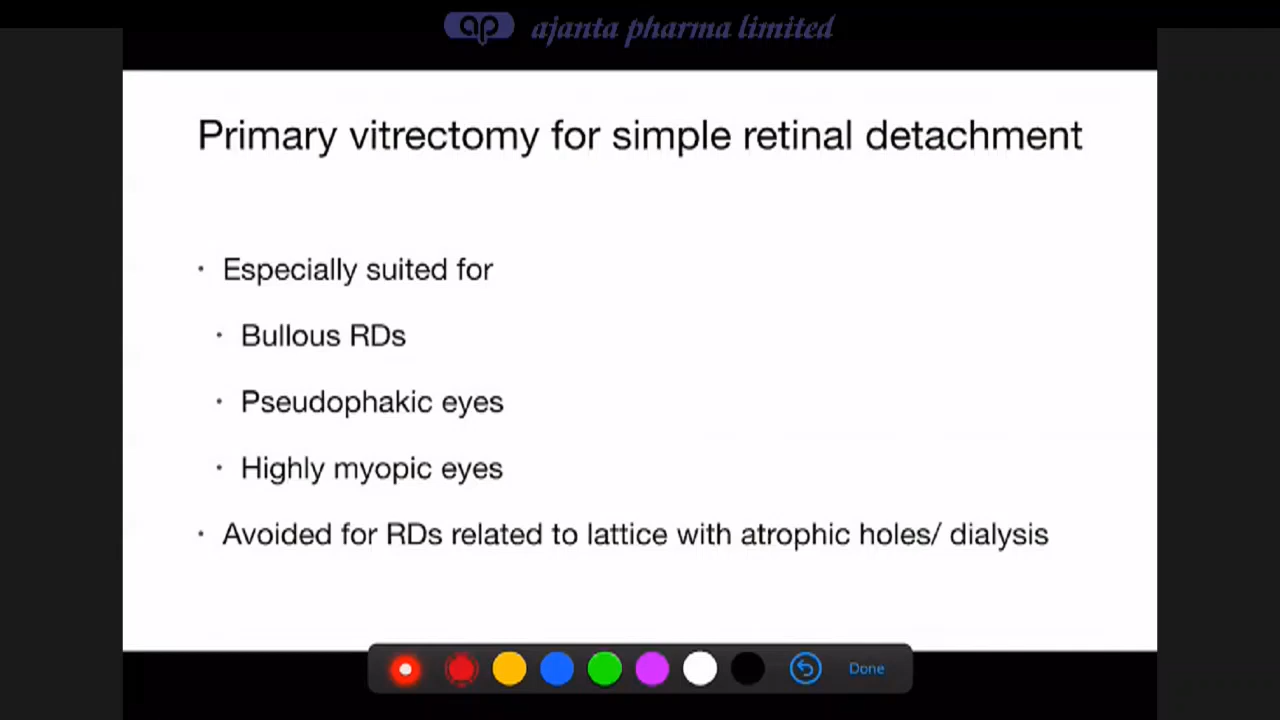 ap ajanta pharma limited
Primary vitrectomy for simple retinal detachment
· Especially suited for
· Bullous RDs
· Pseudophakic eyes
· Highly myopic eyes
· Avoided for RDs related to lattice with atrophic holes/ dialysis
Done